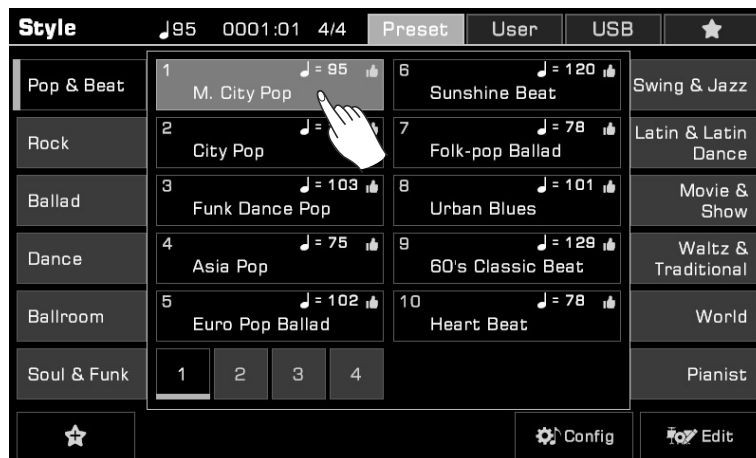 Style
♩95 0001:01 4/4
Preset
User
USB
Pop & Beat
Rock
Ballad
Dance
Ballroom
Soul & Funk
1 ♩= 95
M. City Pop
2 ♩=
City Pop
3 ♩= 103
Funk Dance Pop
4 ♩= 75
Asia Pop
5 ♩= 102
Euro Pop Ballad
6 ♩= 120
Sunshine Beat
7 ♩= 78
Folk-pop Ballad
8 ♩= 101
Urban Blues
9 ♩= 129
60's Classic Beat
10 ♩= 78
Heart Beat
1 2 3 4
Swing & Jazz
Latin & Latin
Dance
Movie &
Show
Waltz &
Traditional
World
Pianist
Config
Edit